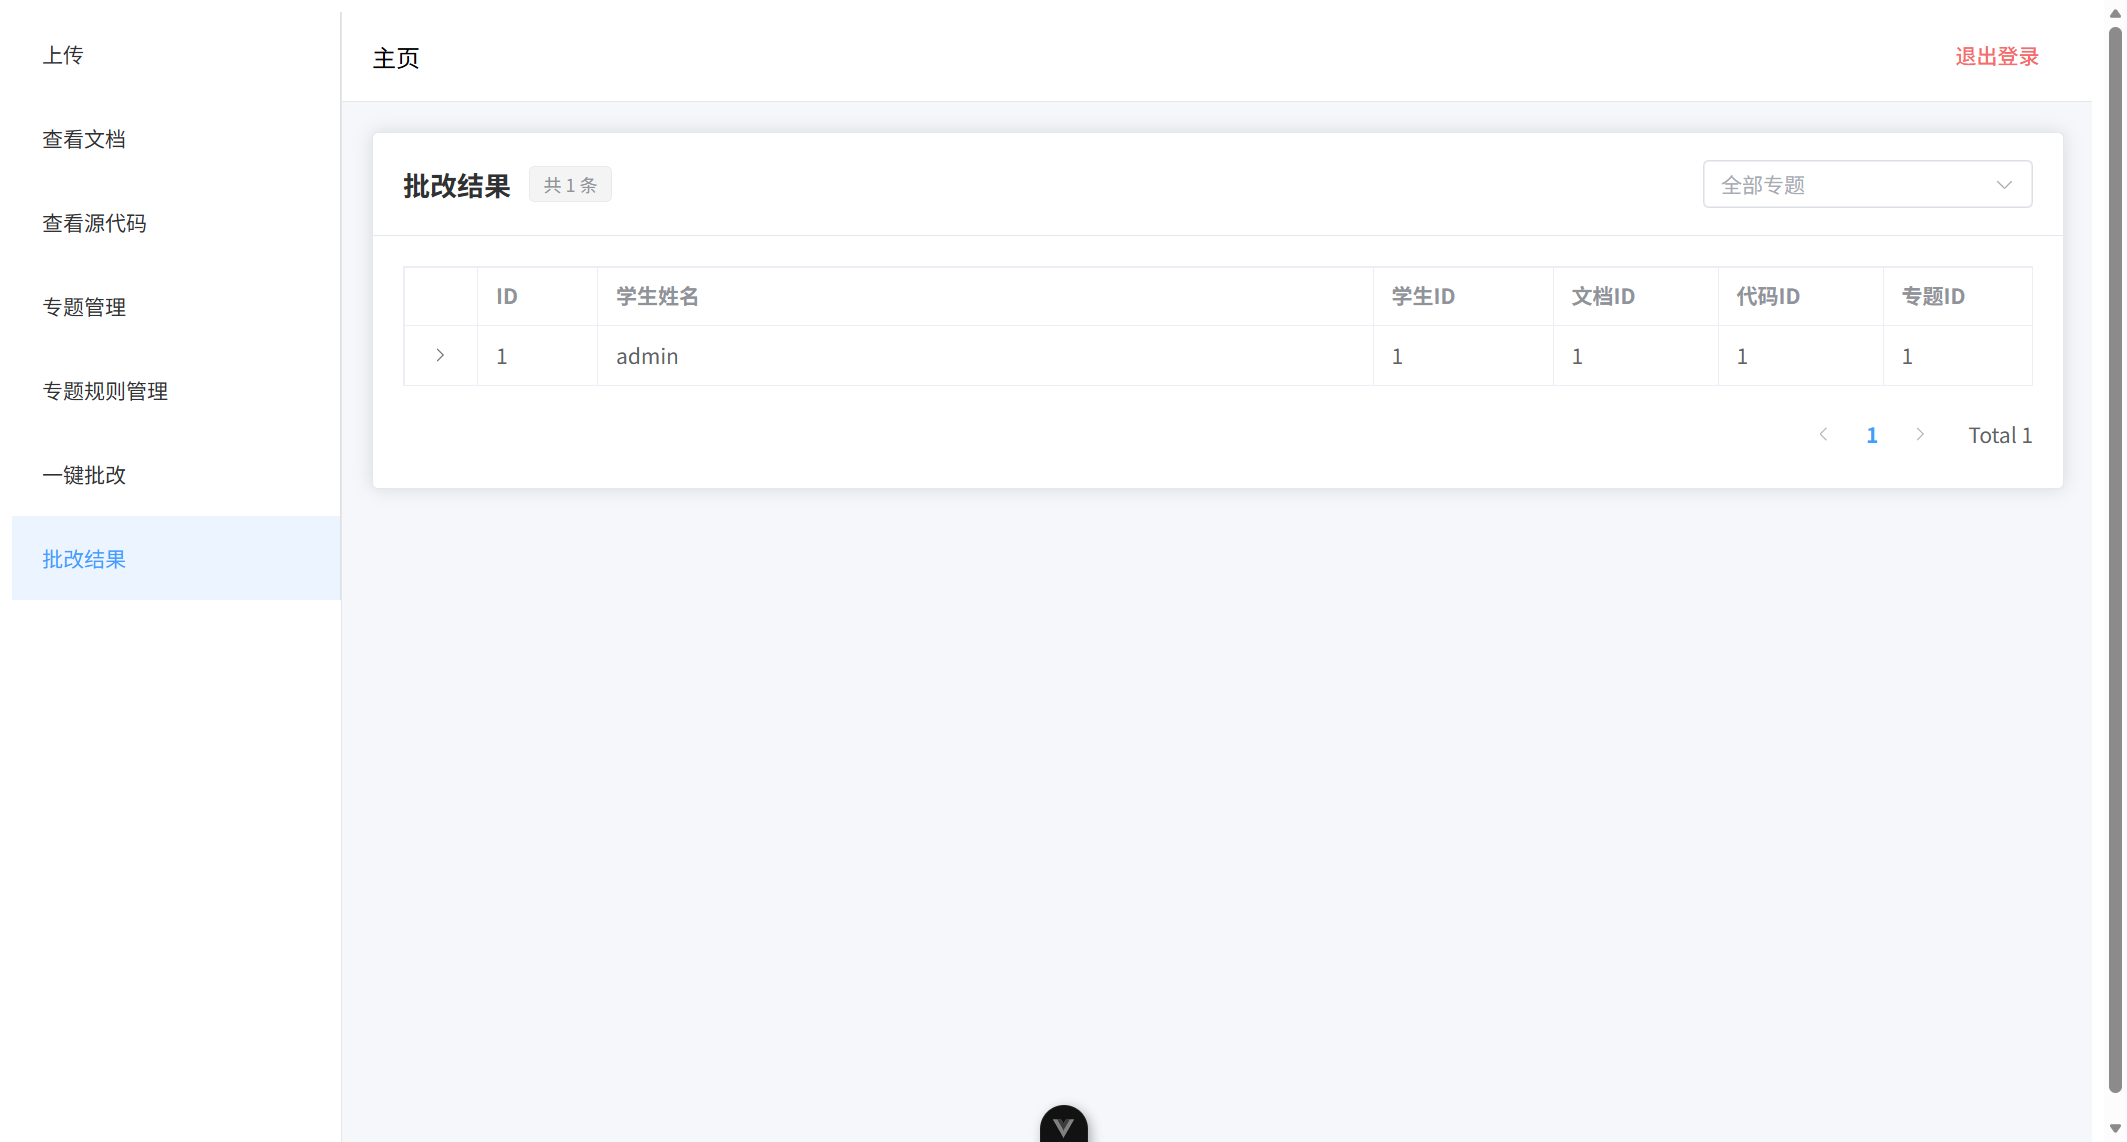 上传
查看文档
查看源代码
专题管理
专题规则管理
一键批改
批改结果
主页
退出登录
批改结果 共 1 条
全部专题
ID 学生姓名 学生ID 文档ID 代码ID 专题ID
1 admin 1 1 1 1
1 Total 1